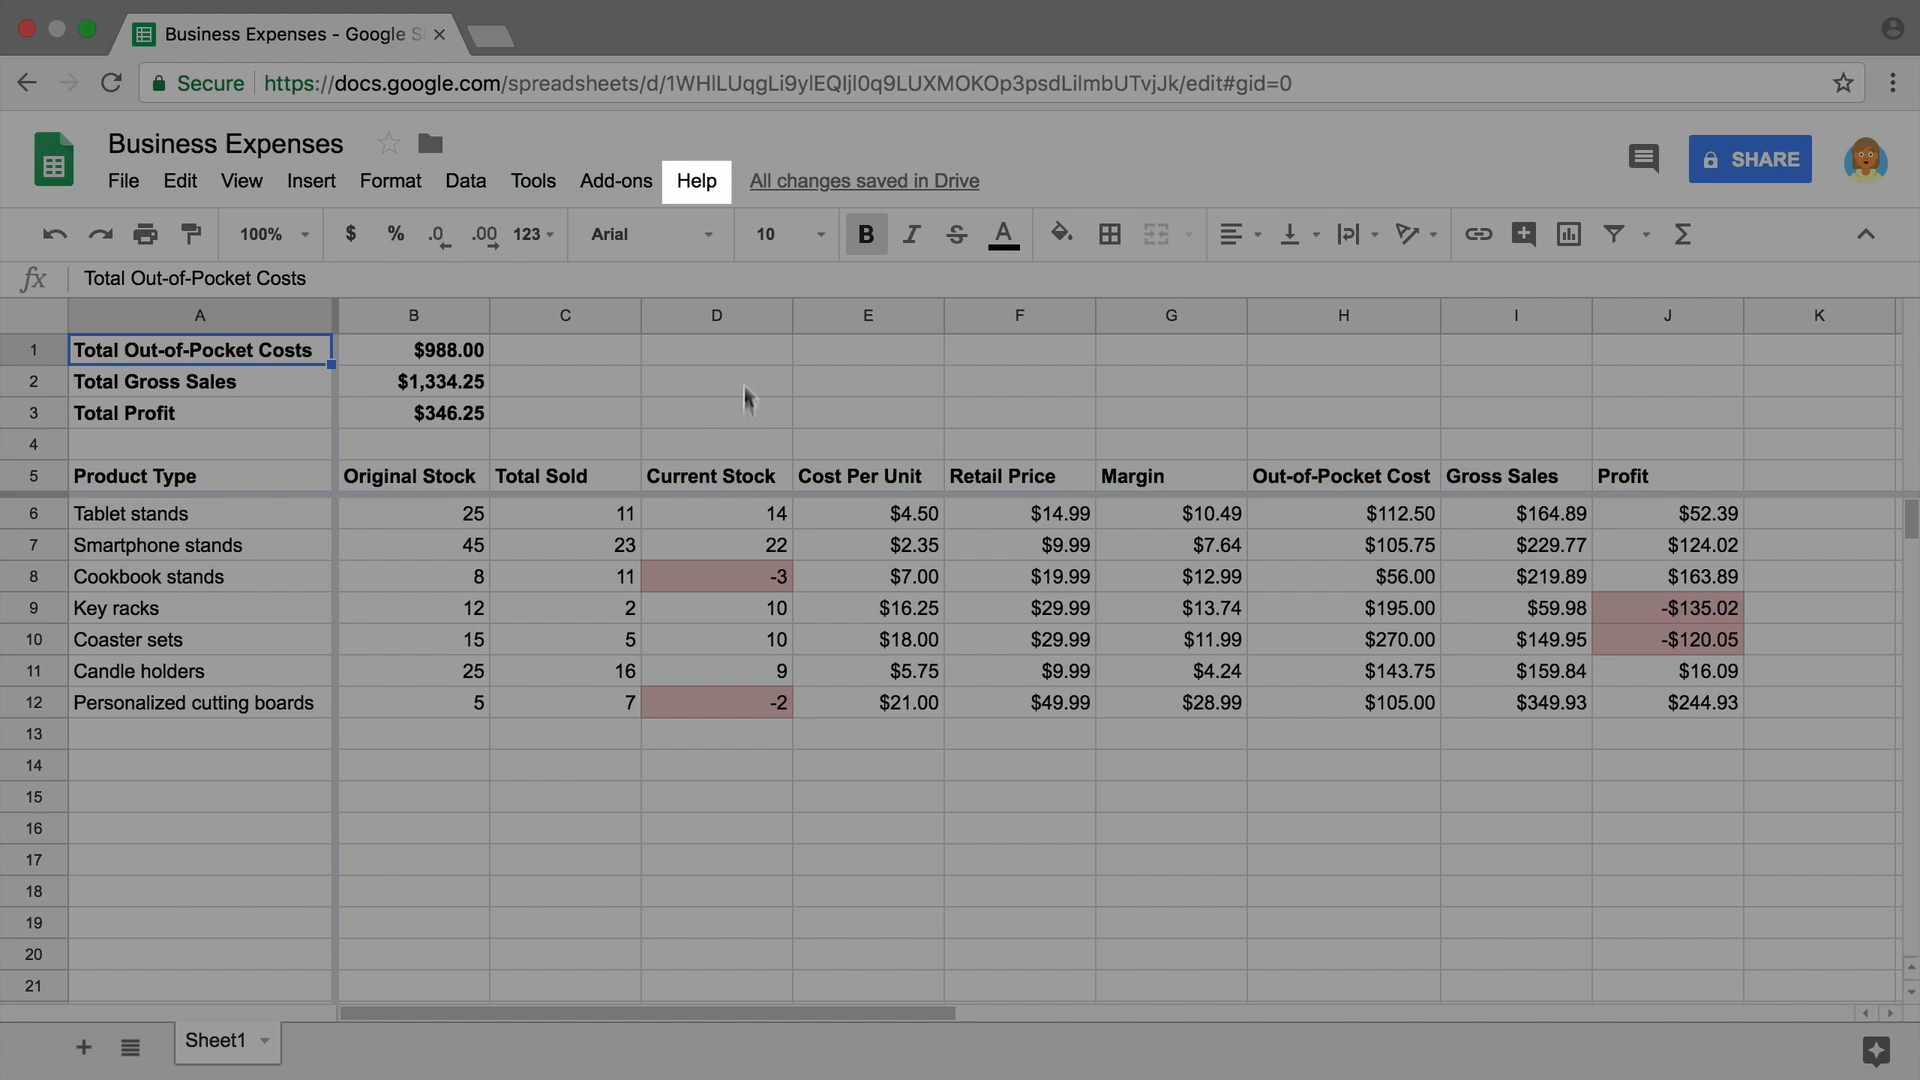 Business Expenses - Google S
Secure https://docs.google.com/spreadsheets/d/1WHlLUqgLi9ylEQljl0q9LUXMOKOp3psdLilmbUTvjJk/edit#gid=0
Business Expenses
File Edit View Insert Format Data Tools Add-ons Help All changes saved in Drive
SHARE
100% $ % .0 .00 123 Arial 10 B I S A Σ
fx Total Out-of-Pocket Costs
A B C D E F G H I J K
1 Total Out-of-Pocket Costs $988.00
2 Total Gross Sales $1,334.25
3 Total Profit $346.25
4
5 Product Type Original Stock Total Sold Current Stock Cost Per Unit Retail Price Margin Out-of-Pocket Cost Gross Sales Profit
6 Tablet stands 25 11 14 $4.50 $14.99 $10.49 $112.50 $164.89 $52.39
7 Smartphone stands 45 23 22 $2.35 $9.99 $7.64 $105.75 $229.77 $124.02
8 Cookbook stands 8 11 -3 $7.00 $19.99 $12.99 $56.00 $219.89 $163.89
9 Key racks 12 2 10 $16.25 $29.99 $13.74 $195.00 $59.98 -$135.02
10 Coaster sets 15 5 10 $18.00 $29.99 $11.99 $270.00 $149.95 -$120.05
11 Candle holders 25 16 9 $5.75 $9.99 $4.24 $143.75 $159.84 $16.09
12 Personalized cutting boards 5 7 -2 $21.00 $49.99 $28.99 $105.00 $349.93 $244.93
13
14
15
16
17
18
19
20
21
Sheet1